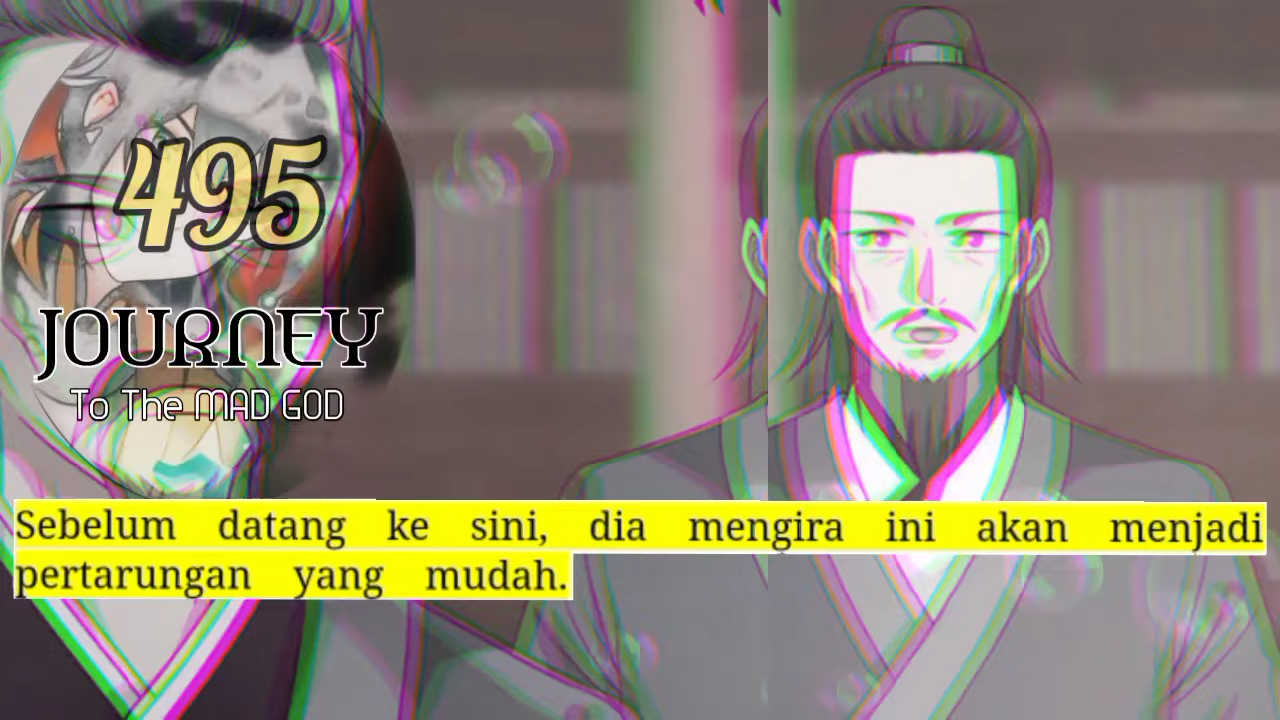 495
JOURNEY
To The MAD GOD
Sebelum datang ke sini, dia mengira ini akan menjadi
pertarungan yang mudah.